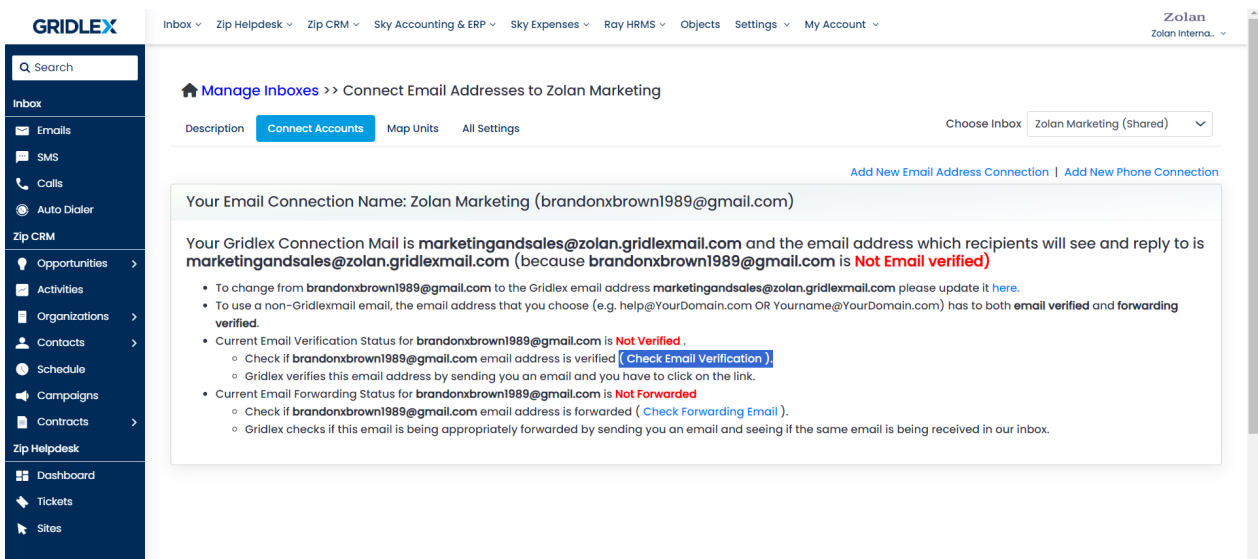 GRIDLEX
Inbox Zip Helpdesk Zip CRM Sky Accounting & ERP Sky Expenses Ray HRMS Objects Settings My Account
Zolan
Zolan Interna..
Search
Inbox
Emails
SMS
Calls
Auto Dialer
Zip CRM
Opportunities
Activities
Organizations
Contacts
Schedule
Campaigns
Contracts
Zip Helpdesk
Dashboard
Tickets
Sites
Manage Inboxes >> Connect Email Addresses to Zolan Marketing
Description Connect Accounts Map Units All Settings
Choose Inbox Zolan Marketing (Shared)
Add New Email Address Connection | Add New Phone Connection
Your Email Connection Name: Zolan Marketing (brandonxbrown1989@gmail.com)
Your Gridlex Connection Mail is marketingandsales@zolan.gridlexmail.com and the email address which recipients will see and reply to is
marketingandsales@zolan.gridlexmail.com (because brandonxbrown1989@gmail.com is Not Email verified)
• To change from brandonxbrown1989@gmail.com to the Gridlex email address marketingandsales@zolan.gridlexmail.com please update it here.
• To use a non-Gridlexmail email, the email address that you choose (e.g. help@YourDomain.com OR Yourname@YourDomain.com) has to both email verified and forwarding
verified.
• Current Email Verification Status for brandonxbrown1989@gmail.com is Not Verified .
◦ Check if brandonxbrown1989@gmail.com email address is verified ( Check Email Verification ).
◦ Gridlex verifies this email address by sending you an email and you have to click on the link.
• Current Email Forwarding Status for brandonxbrown1989@gmail.com is Not Forwarded
◦ Check if brandonxbrown1989@gmail.com email address is forwarded ( Check Forwarding Email ).
◦ Gridlex checks if this email is being appropriately forwarded by sending you an email and seeing if the same email is being received in our inbox.